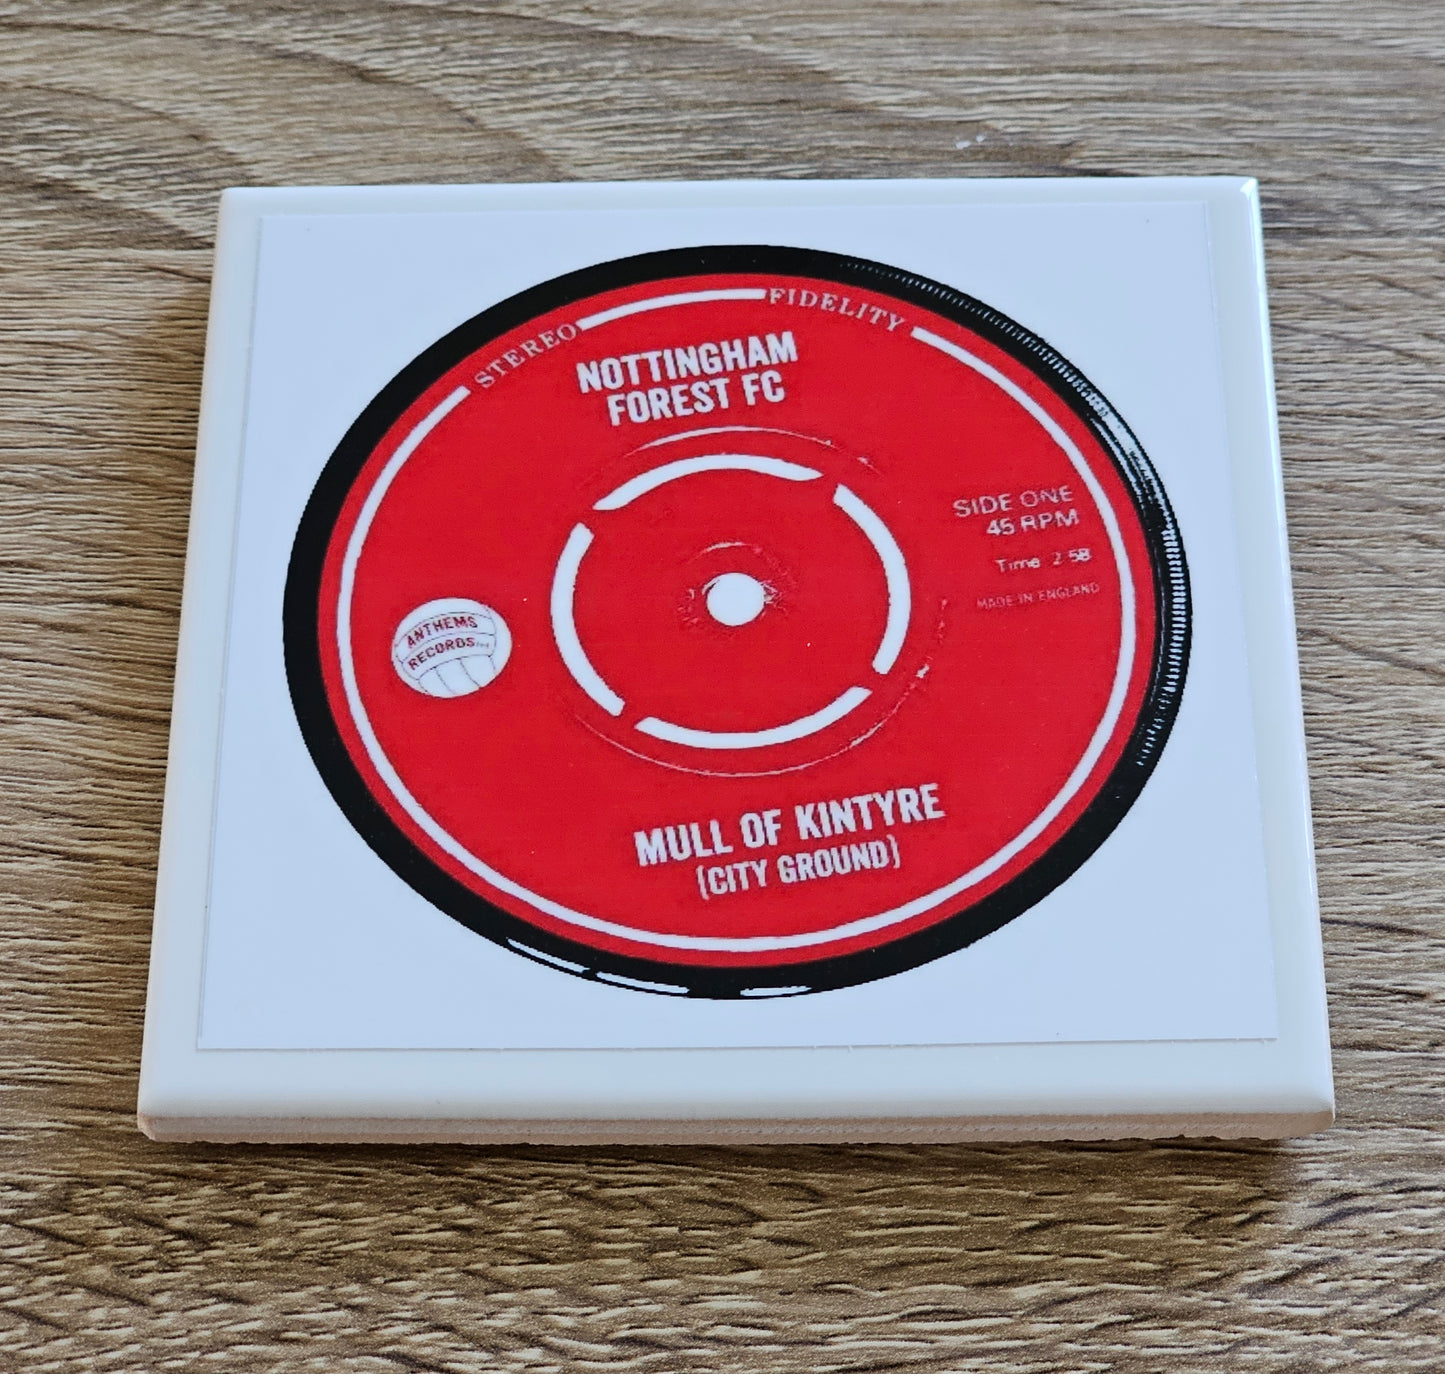 STEREO FIDELITY
NOTTINGHAM
FOREST FC
SIDE ONE
45 RPM
Time 2 58
MADE IN ENGLAND
ANTHEMS
RECORDS
MULL OF KINTYRE
(CITY GROUND)